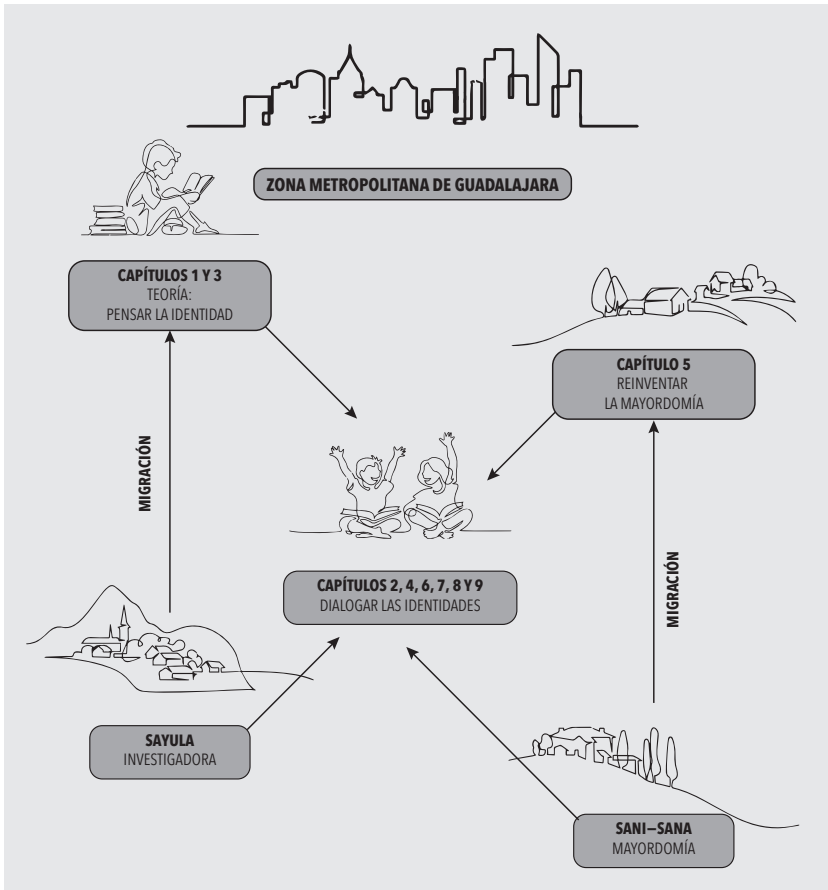 ZONA METROPOLITANA DE GUADALAJARA
CAPÍTULOS 1 Y 3
TEORÍA:
PENSAR LA IDENTIDAD
CAPÍTULO 5
REINVENTAR
LA MAYORDOMÍA
MIGRACIÓN
MIGRACIÓN
CAPÍTULOS 2, 4, 6, 7, 8 Y 9
DIALOGAR LAS IDENTIDADES
SAYULA
INVESTIGADORA
SANI–SANA
MAYORDOMÍA